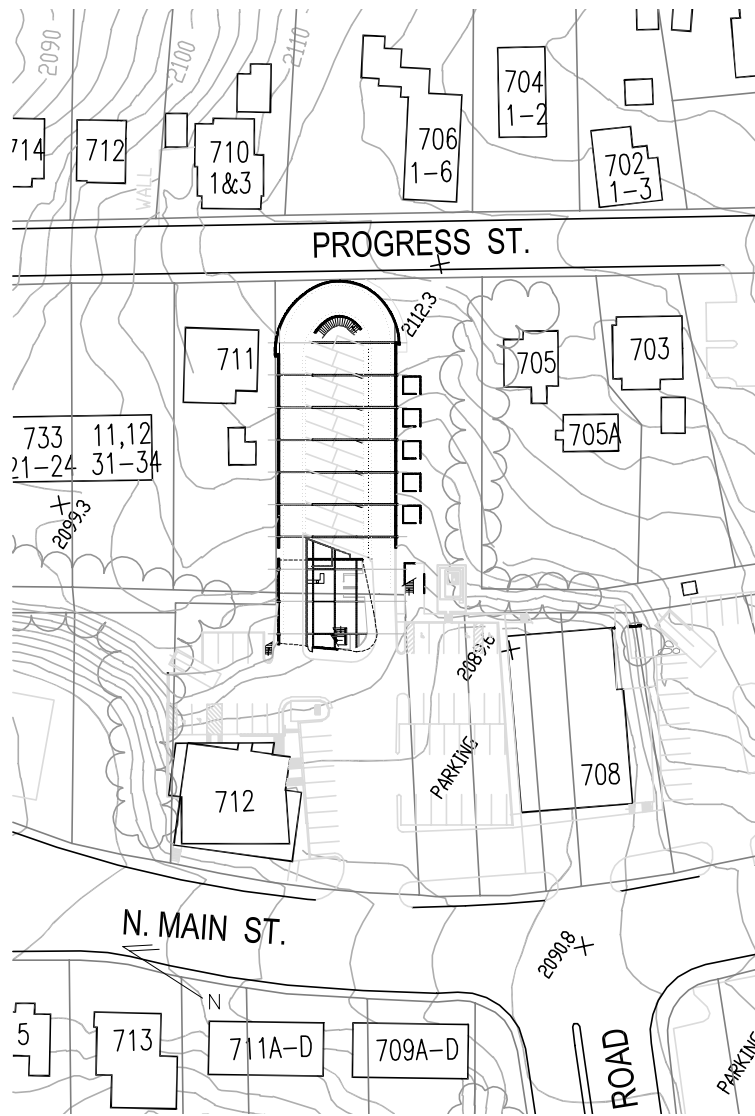 2090
2100
2110
704
1-2
714
712
710
1&3
706
1-6
702
1-3
WALL
PROGRESS ST.
2112.3
711
705
703
733 11,12
21-24 31-34
705A
2099.3
2089.6
PARKING
712
708
N. MAIN ST.
2090.8
N
5
713
711A-D
709A-D
ROAD
PARKING